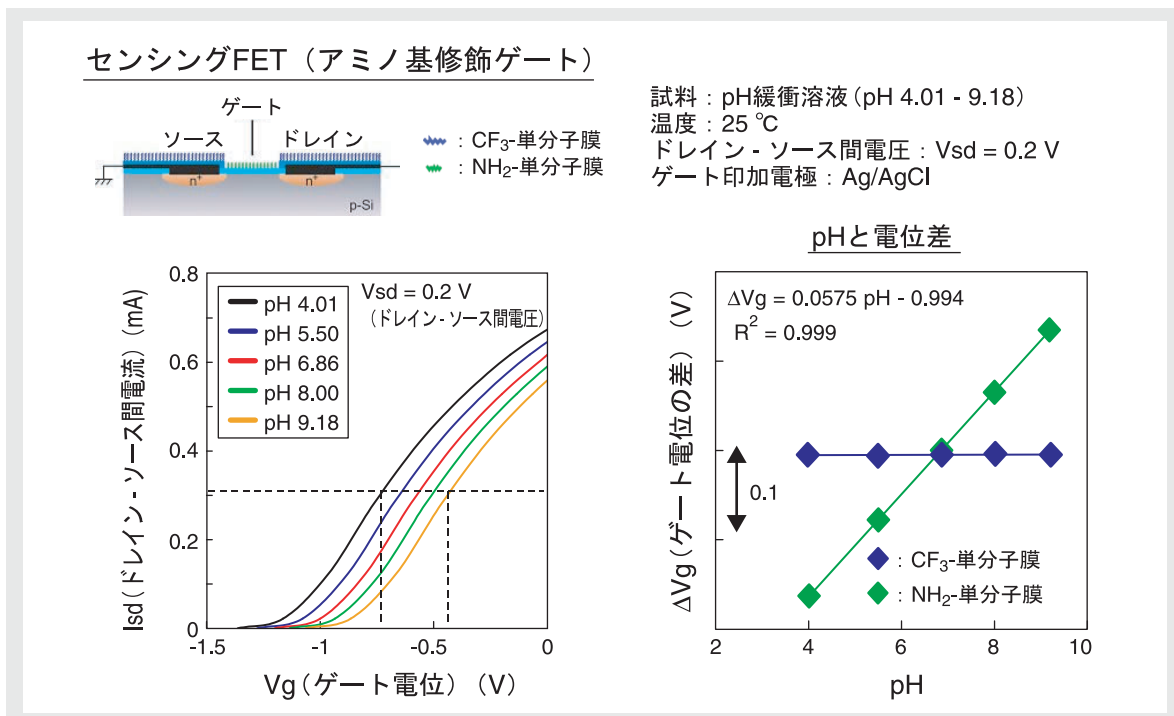 センシングFET（アミノ基修飾ゲート）
ゲート
ソース
ドレイン
n⁺
n⁺
p-Si
：CF₃-単分子膜
：NH₂-単分子膜
試料：pH緩衝溶液（pH 4.01 - 9.18）
温度：25 ℃
ドレイン - ソース間電圧：Vsd = 0.2 V
ゲート印加電極：Ag/AgCl
Isd（ドレイン - ソース間電流）(mA)
0.8
0.6
0.4
0.2
0
pH 4.01
pH 5.50
pH 6.86
pH 8.00
pH 9.18
Vsd = 0.2 V
（ドレイン - ソース間電圧）
-1.5
-1
-0.5
0
Vg（ゲート電位）(V)
pHと電位差
ΔVg（ゲート電位の差）(V)
ΔVg = 0.0575 pH - 0.994
R² = 0.999
0.1
：CF₃-単分子膜
：NH₂-単分子膜
2
4
6
8
10
pH